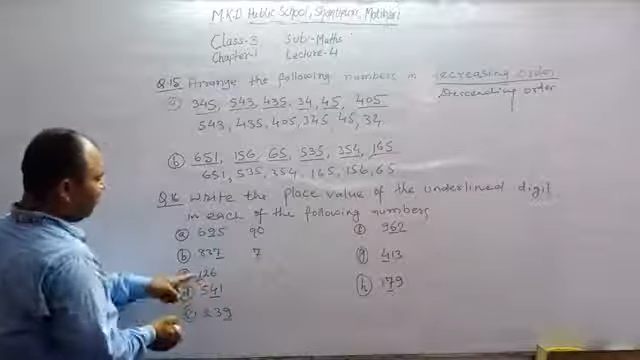 M.K.D Public School, Shantipuri, Motihari
Class-3 Sub-Maths
Chapter-1 Lecture-4
Q.15 Arrange the following numbers in decreasing order
Descending order
345, 543, 435, 34, 45, 405
543, 435, 405, 345 45, 34
(b) 651, 156, 65, 535, 354, 165
651, 535, 354, 165, 156, 65
Q.16 Write the place value of the underlined digit
in each of the following numbers
(a) 695 90
(b) 837 7
126
(d) 541
239
(f) 962
(g) 413
(h) 179